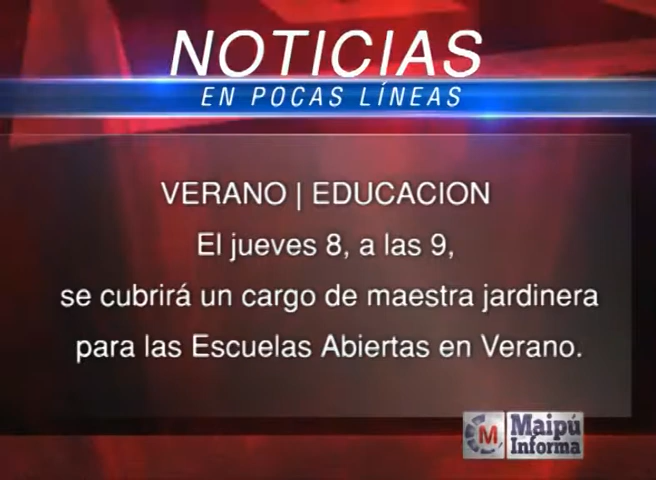 NOTICIAS
EN POCAS LÍNEAS
VERANO | EDUCACION
El jueves 8, a las 9,
se cubrirá un cargo de maestra jardinera
para las Escuelas Abiertas en Verano.
M Maipú
Informa